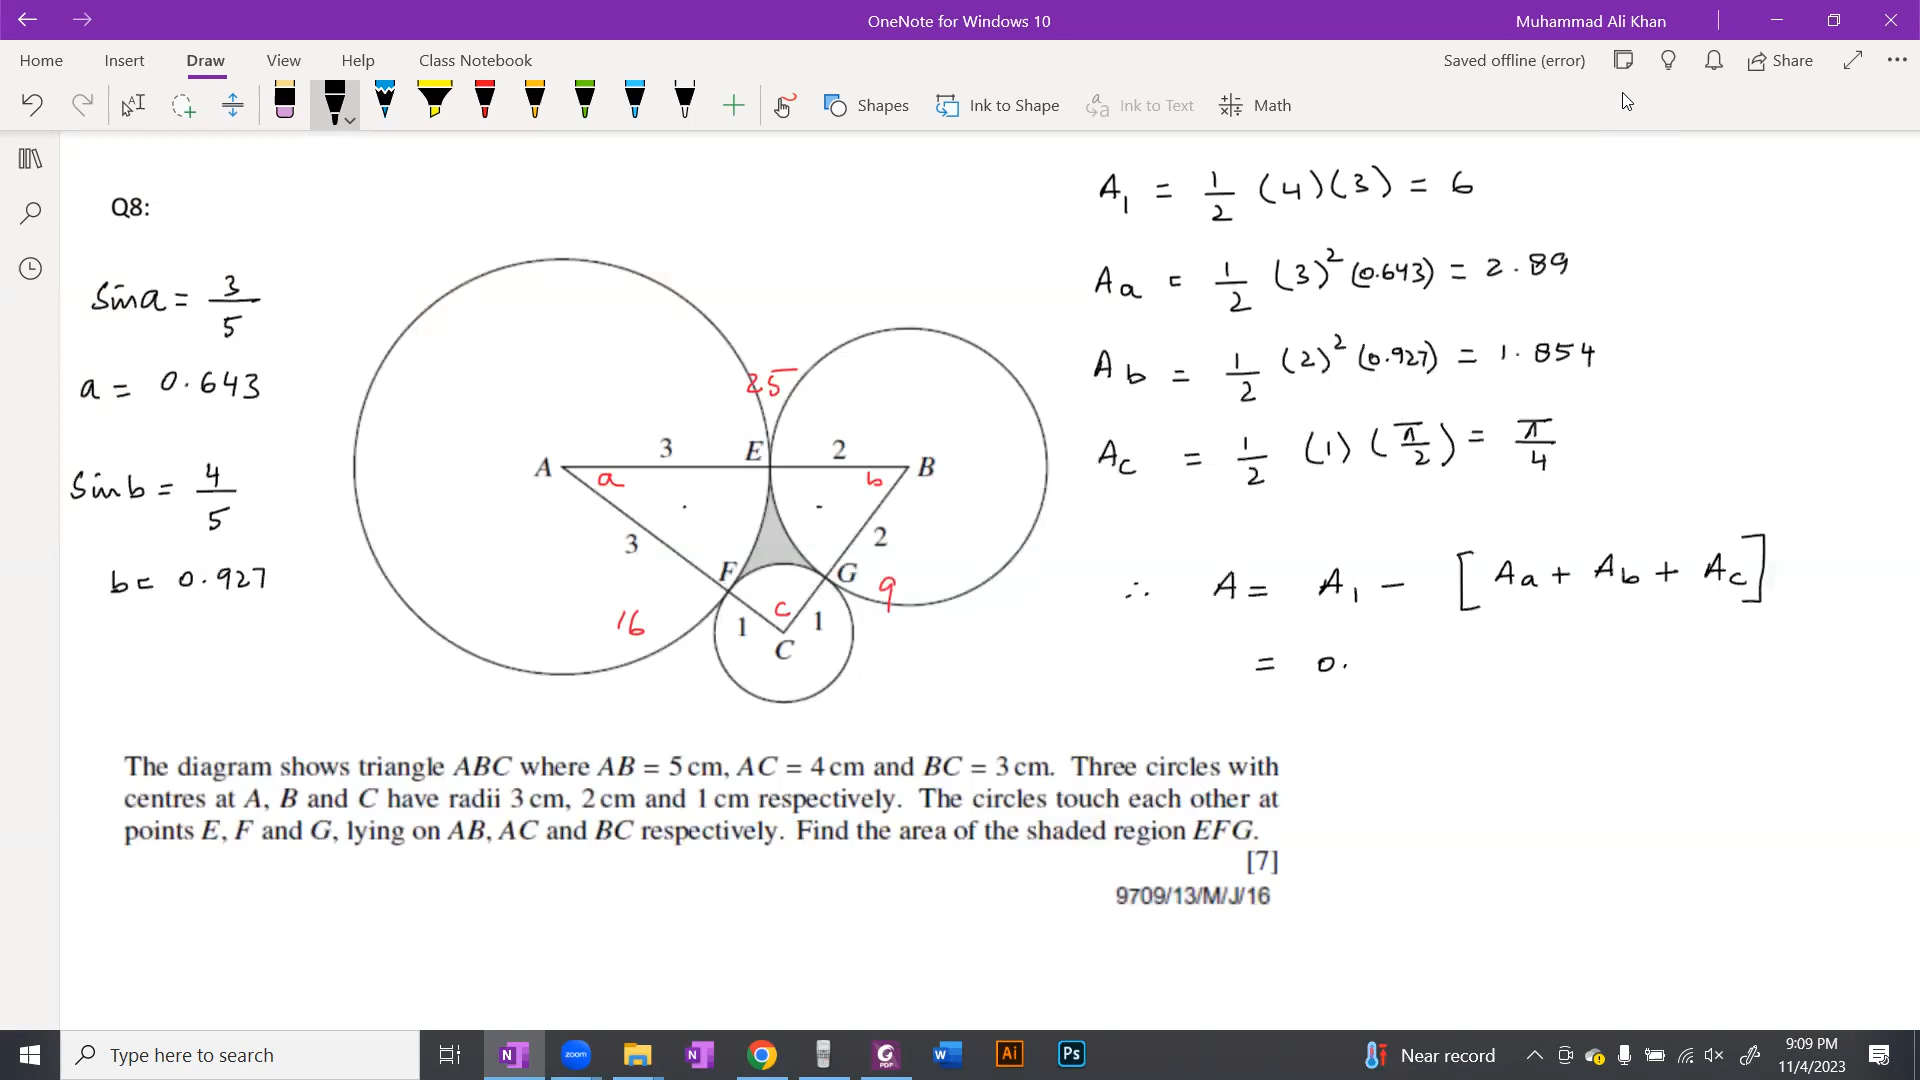 OneNote for Windows 10
Muhammad Ali Khan
Home Insert Draw View Help Class Notebook
Saved offline (error) Share
Shapes Ink to Shape Ink to Text Math
Q8:
Sin a = 3/5
a = 0.643
Sin b = 4/5
b = 0.927
25
3 E 2
A a b B
3 2
F G
16 c 9
1 1
C
A₁ = 1/2 (4)(3) = 6
Aa = 1/2 (3)² (0.643) = 2.89
Ab = 1/2 (2)² (0.927) = 1.854
Ac = 1/2 (1) (π/2) = π/4
∴ A = A₁ − [Aa + Ab + Ac]
= 0.
The diagram shows triangle ABC where AB = 5 cm, AC = 4 cm and BC = 3 cm. Three circles with
centres at A, B and C have radii 3 cm, 2 cm and 1 cm respectively. The circles touch each other at
points E, F and G, lying on AB, AC and BC respectively. Find the area of the shaded region EFG.
[7]
9709/13/M/J/16
Type here to search
zoom
PDF
W
Ai
Ps
Near record
9:09 PM
11/4/2023